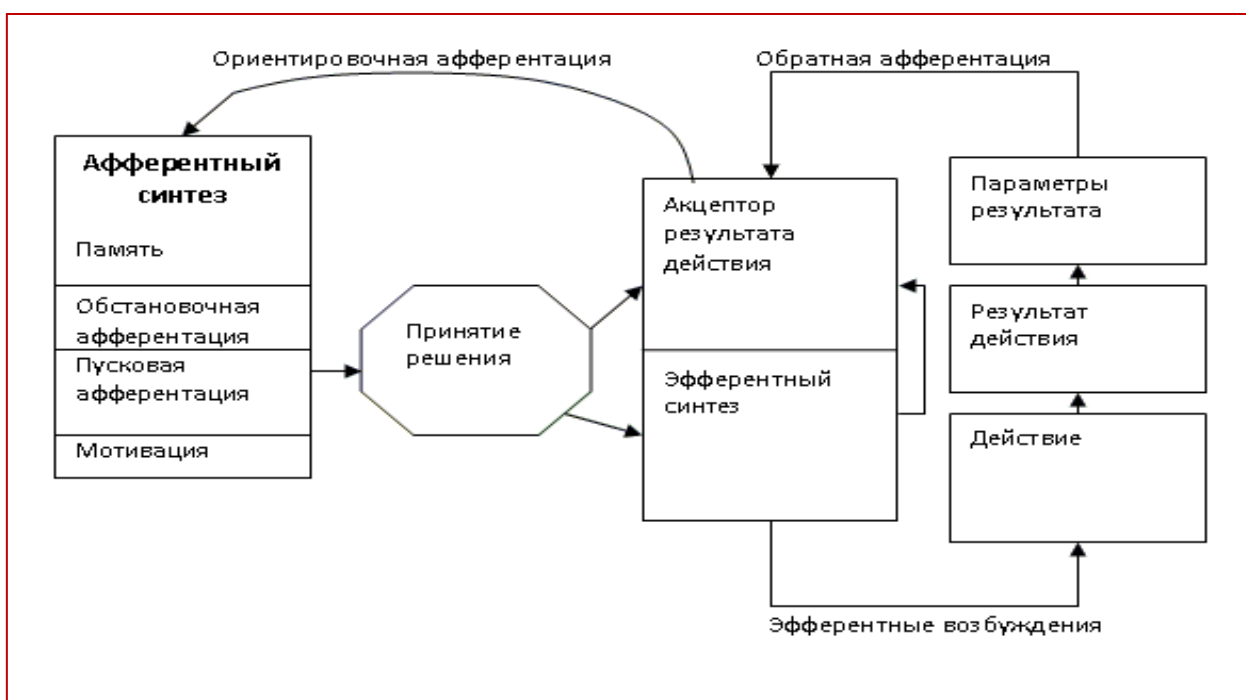 Ориентировочная афферентация
Обратная афферентация
Афферентный
синтез
Память
Обстановочная
афферентация
Пусковая
афферентация
Мотивация
Принятие
решения
Акцептор
результата
действия
Эфферентный
синтез
Параметры
результата
Результат
действия
Действие
Эфферентные возбуждения